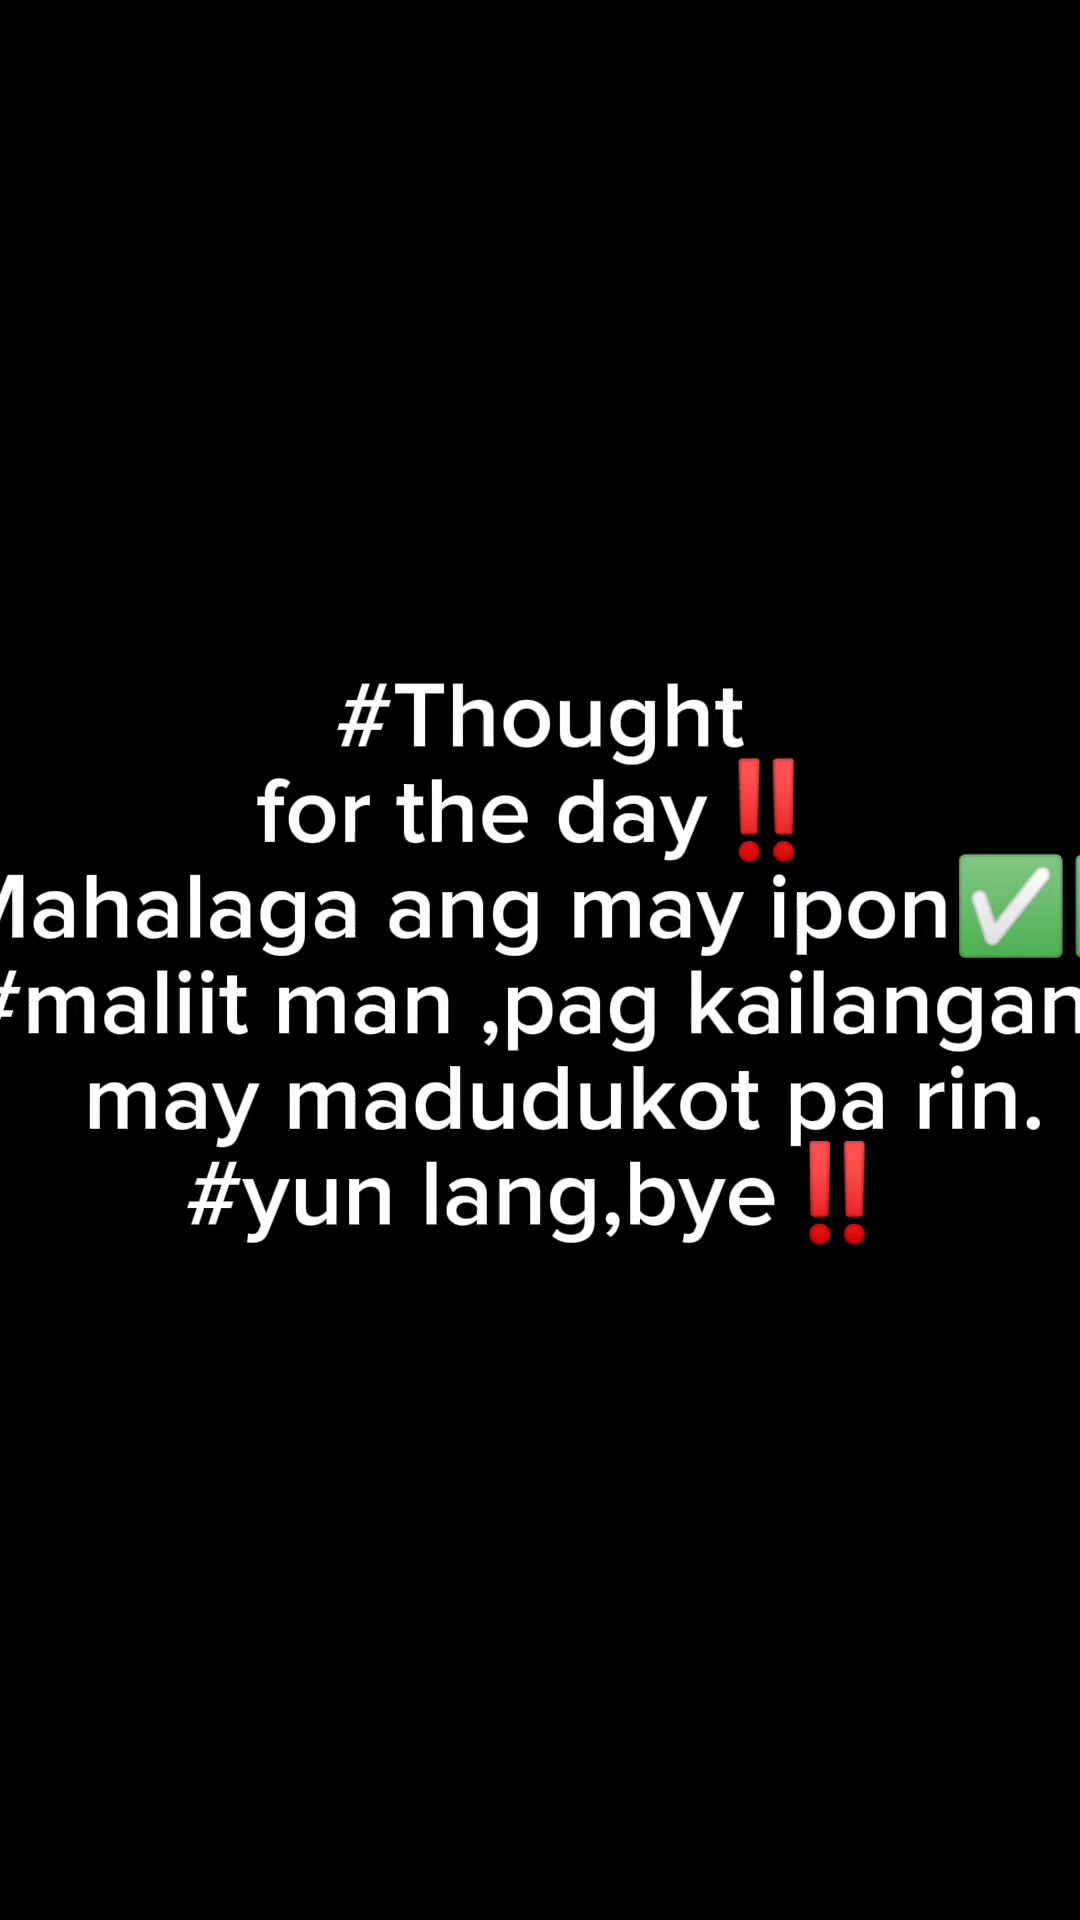 #Thought
for the day‼️
Mahalaga ang may ipon✅
#maliit man ,pag kailangan
may madudukot pa rin.
#yun lang,bye‼️